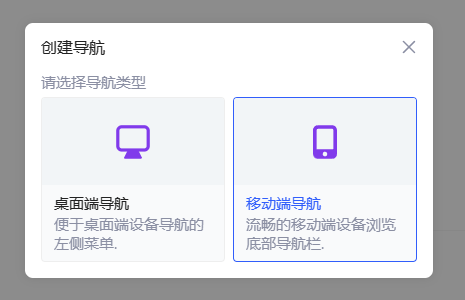 创建导航
请选择导航类型
桌面端导航
便于桌面端设备导航的
左侧菜单.
移动端导航
流畅的移动端设备浏览
底部导航栏.